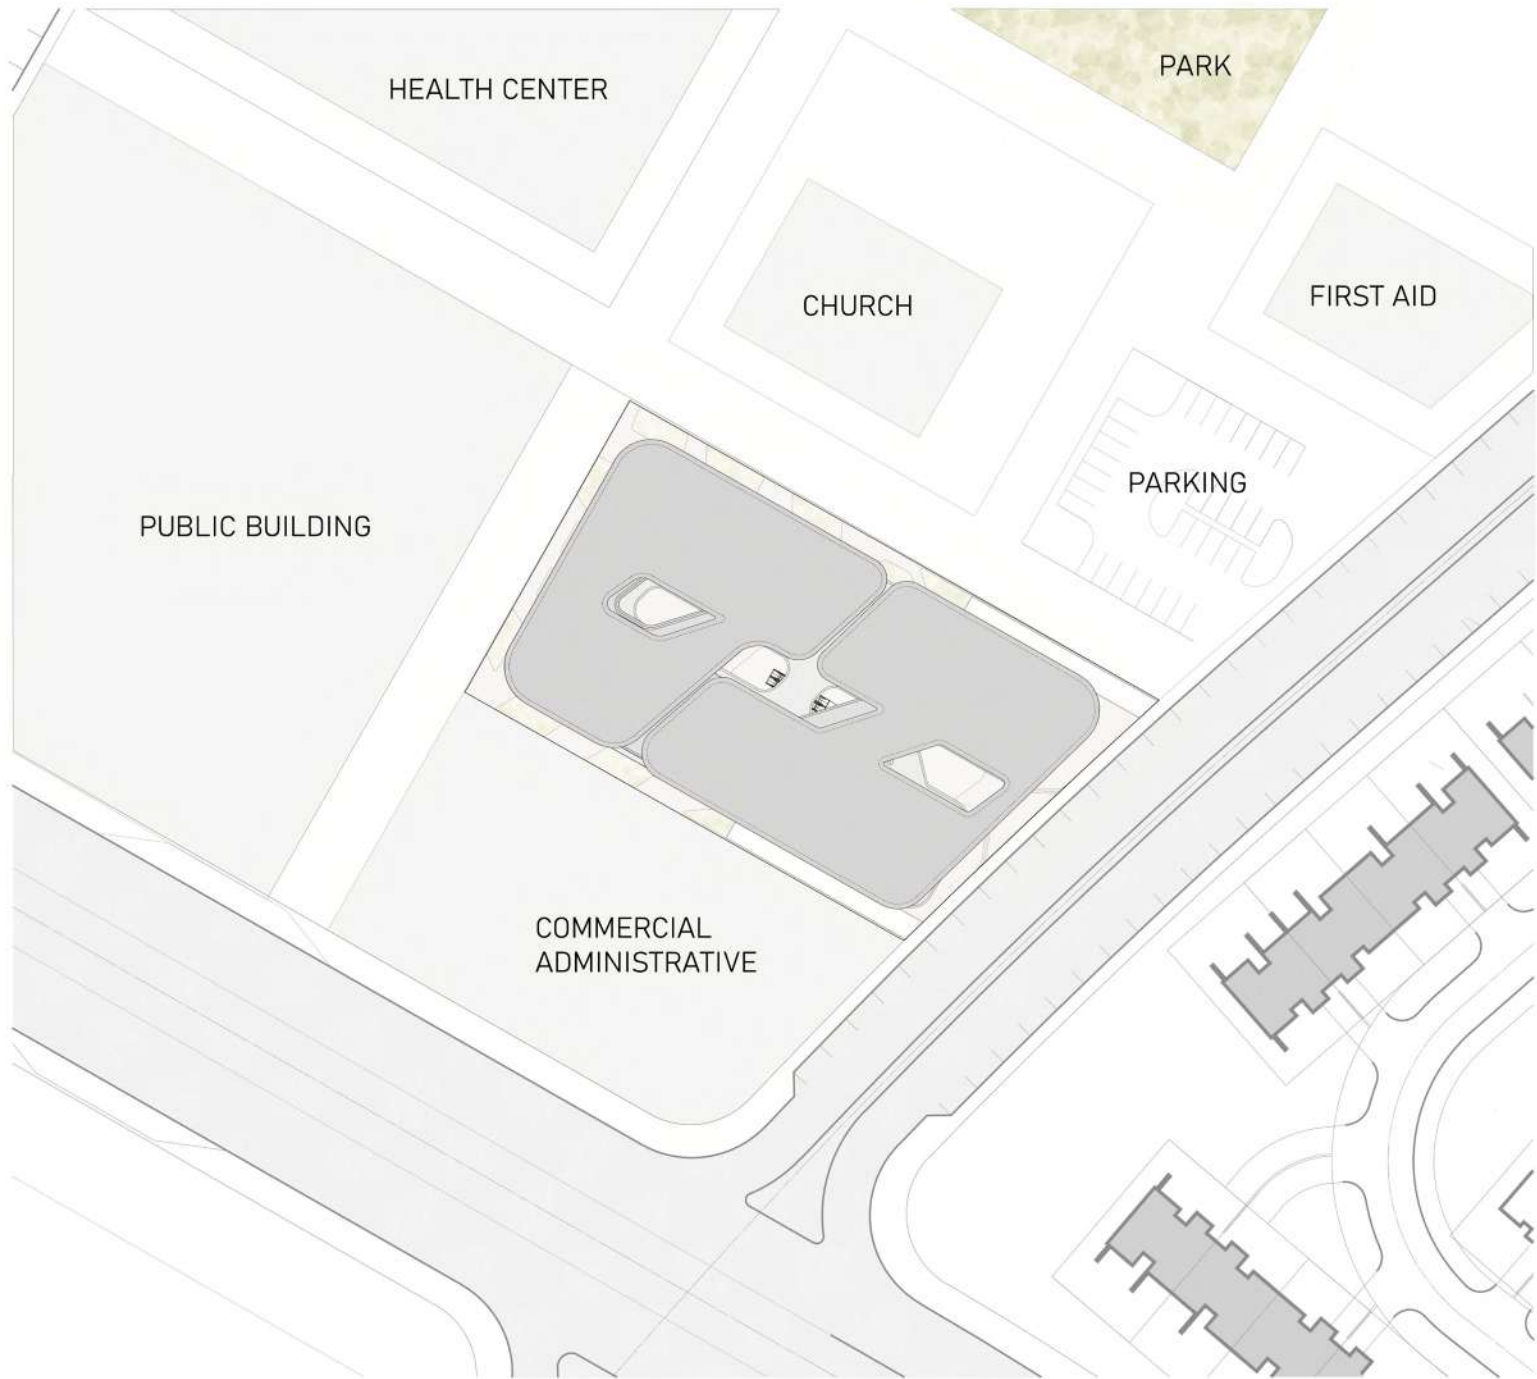 PARK
HEALTH CENTER
FIRST AID
CHURCH
PARKING
PUBLIC BUILDING
COMMERCIAL
ADMINISTRATIVE